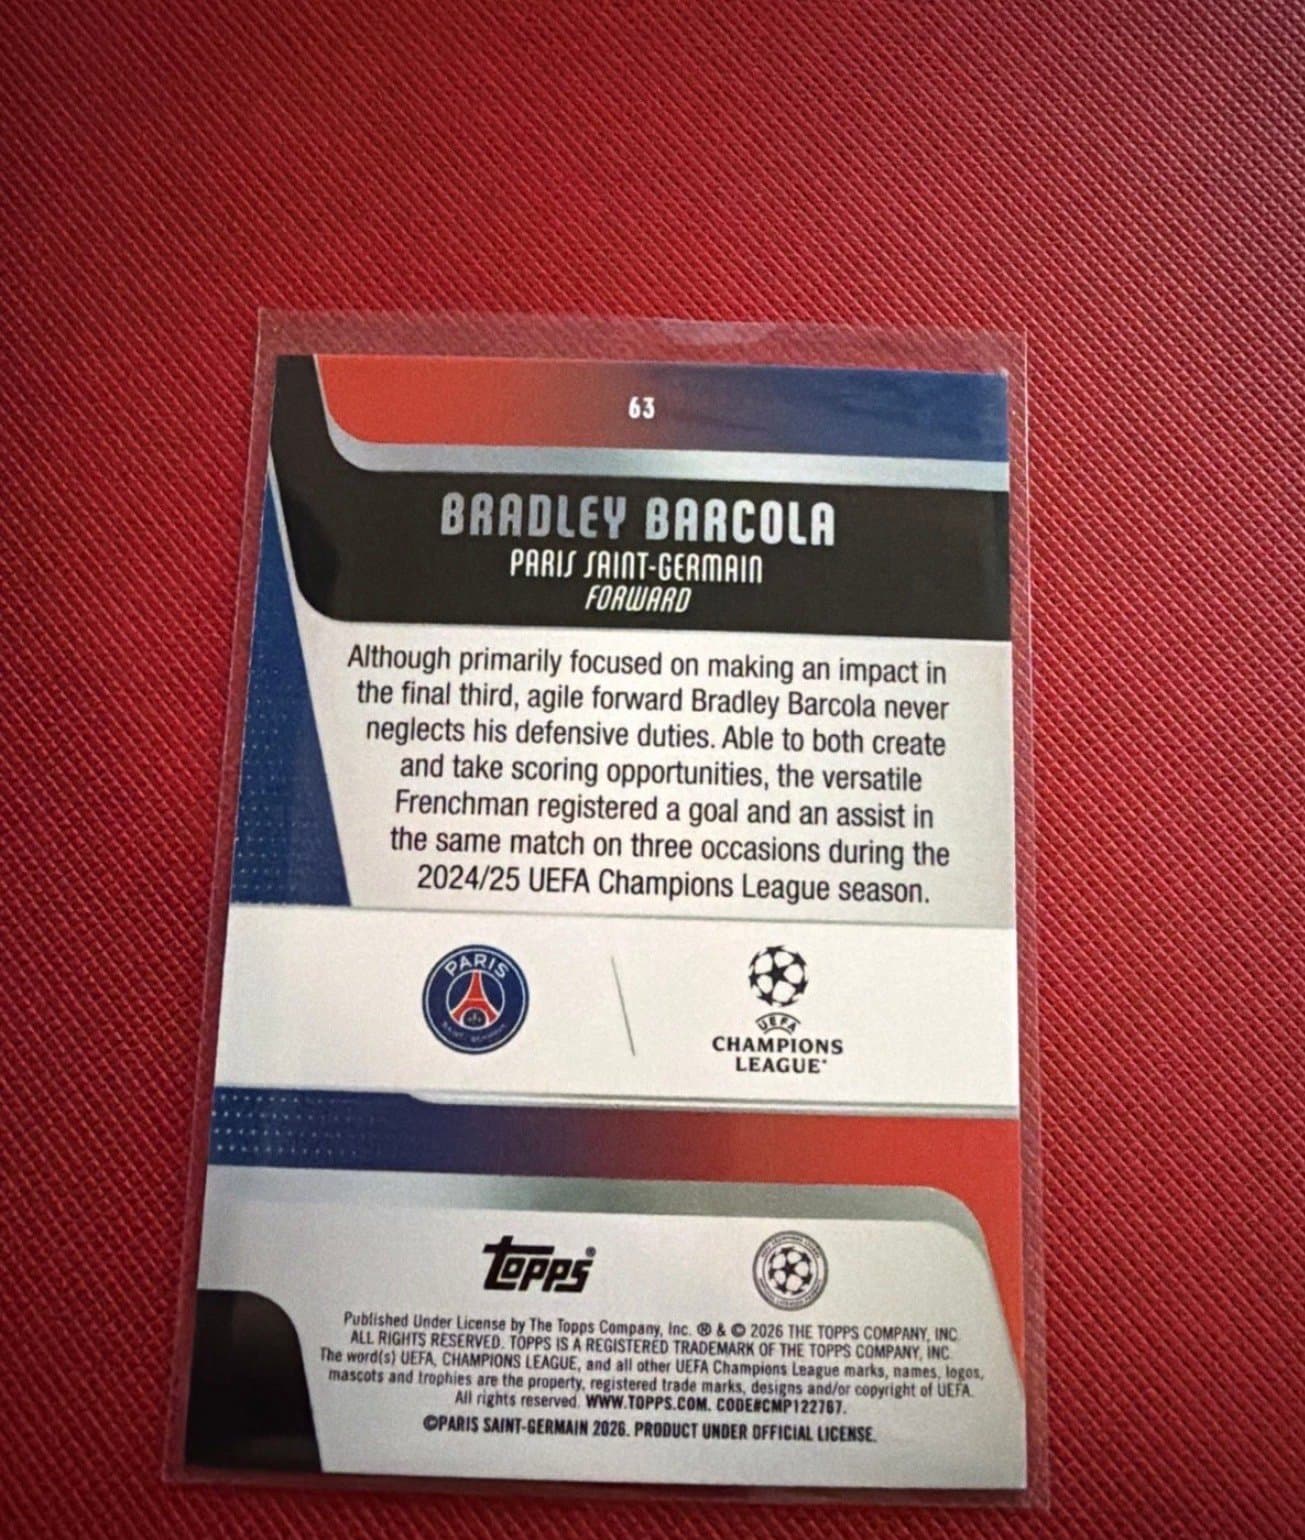 63
BRADLEY BARCOLA
PARIS SAINT-GERMAIN
FORWARD
Although primarily focused on making an impact in
the final third, agile forward Bradley Barcola never
neglects his defensive duties. Able to both create
and take scoring opportunities, the versatile
Frenchman registered a goal and an assist in
the same match on three occasions during the
2024/25 UEFA Champions League season.
PARIS
UEFA
CHAMPIONS
LEAGUE
topps®
Published Under License by The Topps Company, Inc. ® & © 2026 THE TOPPS COMPANY, INC.
ALL RIGHTS RESERVED. TOPPS IS A REGISTERED TRADEMARK OF THE TOPPS COMPANY, INC.
The word(s) UEFA, CHAMPIONS LEAGUE, and all other UEFA Champions League marks, names, logos,
mascots and trophies are the property, registered trade marks, designs and/or copyright of UEFA.
All rights reserved. WWW.TOPPS.COM. CODE#CMP122767.
©PARIS SAINT-GERMAIN 2026. PRODUCT UNDER OFFICIAL LICENSE.